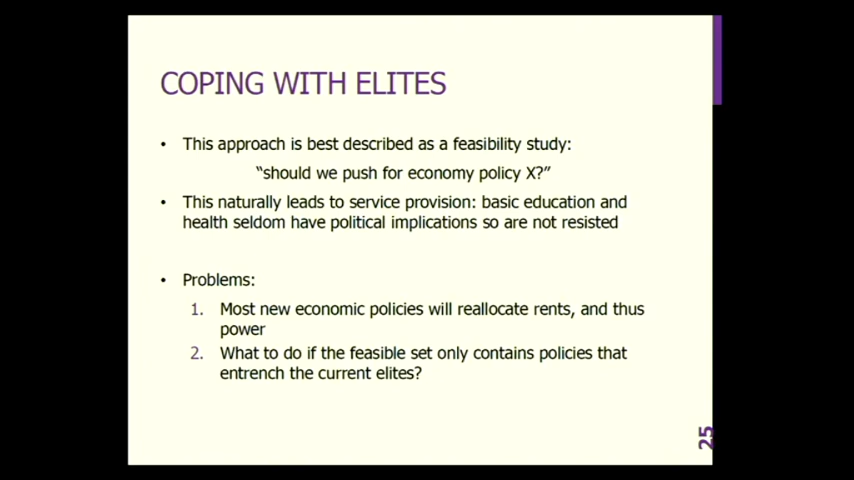 COPING WITH ELITES
• This approach is best described as a feasibility study:
“should we push for economy policy X?”
• This naturally leads to service provision: basic education and
health seldom have political implications so are not resisted
• Problems:
1. Most new economic policies will reallocate rents, and thus
power
2. What to do if the feasible set only contains policies that
entrench the current elites?
25